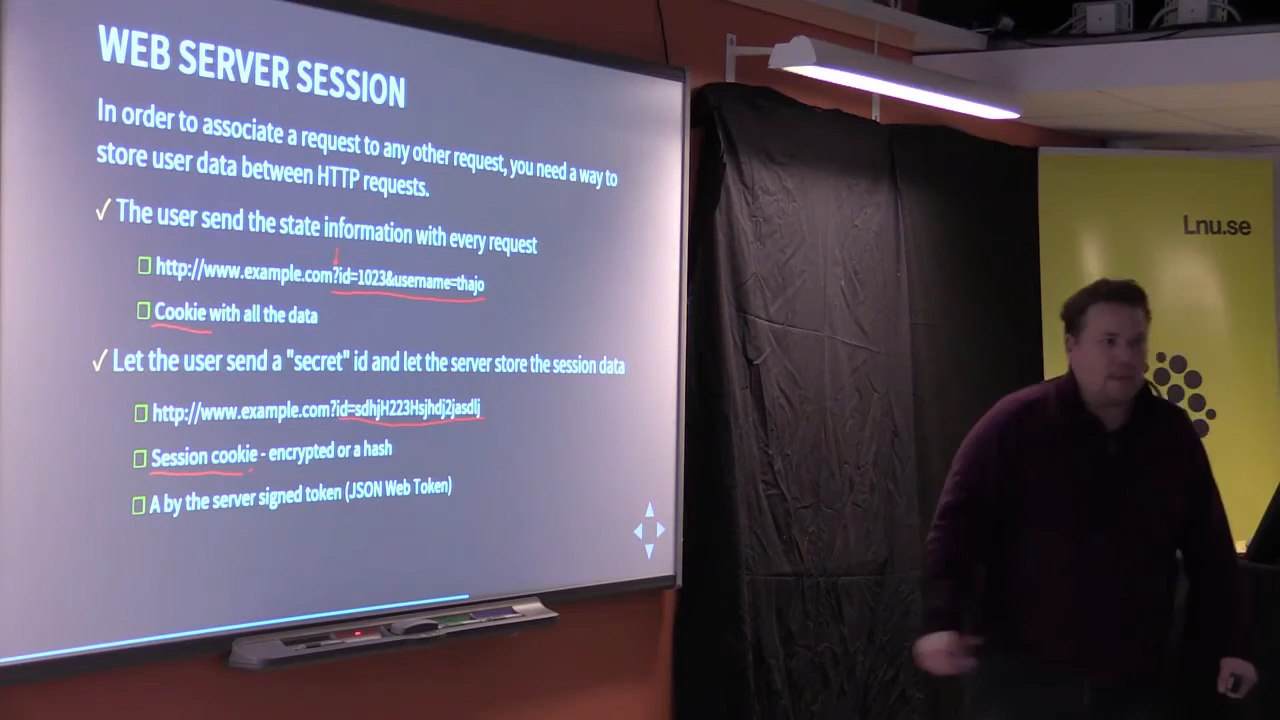 WEB SERVER SESSION
In order to associate a request to any other request, you need a way to
store user data between HTTP requests.
✓ The user send the state information with every request
http://www.example.com?id=1023&username=thajo
Cookie with all the data
✓ Let the user send a "secret" id and let the server store the session data
http://www.example.com?id=sdhjH223Hsjhdj2jasdlj
Session cookie - encrypted or a hash
A by the server signed token (JSON Web Token)
Lnu.se